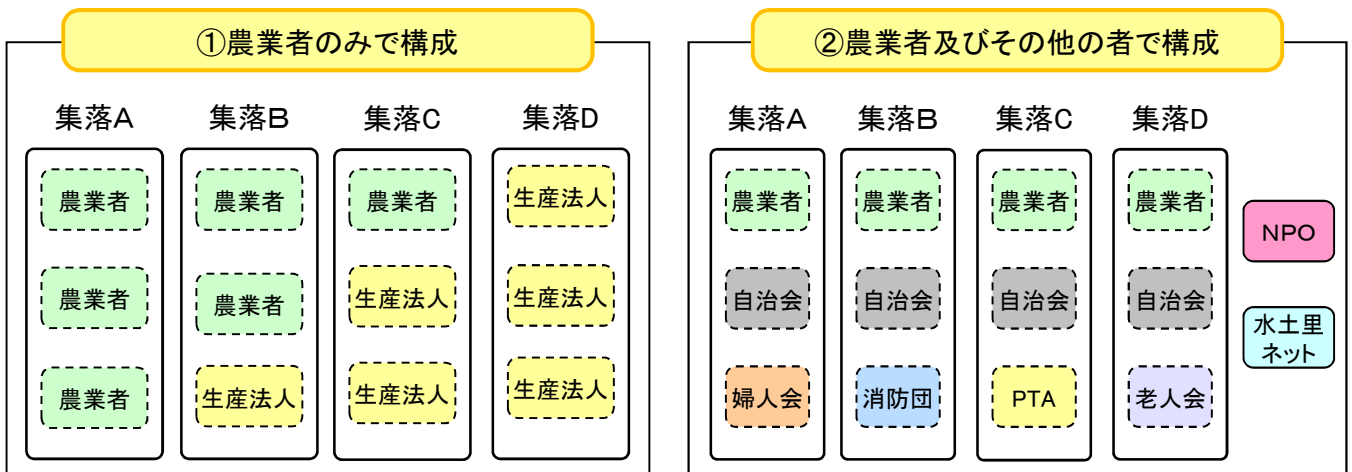 ①農業者のみで構成
集落A 集落B 集落C 集落D
農業者 農業者 農業者 生産法人
農業者 農業者 生産法人 生産法人
農業者 生産法人 生産法人 生産法人
②農業者及びその他の者で構成
集落A 集落B 集落C 集落D
農業者 農業者 農業者 農業者
自治会 自治会 自治会 自治会
婦人会 消防団 PTA 老人会
NPO
水土里
ネット